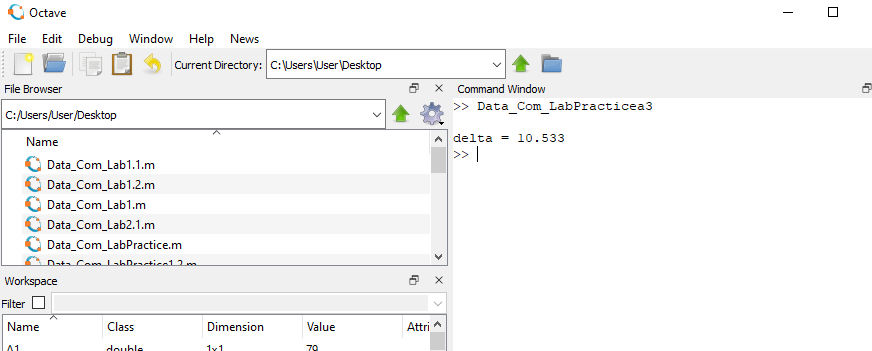 Octave
File Edit Debug Window Help News
Current Directory: C:\Users\User\Desktop
File Browser
C:/Users/User/Desktop
Name
Data_Com_Lab1.1.m
Data_Com_Lab1.2.m
Data_Com_Lab1.m
Data_Com_Lab2.1.m
Data_Com_LabPractice.m
Data_Com_LabPractice1.2.m
Workspace
Filter
Name Class Dimension Value Attri
A1 double 1x1 79
Command Window
>> Data_Com_LabPracticea3
delta = 10.533
>>